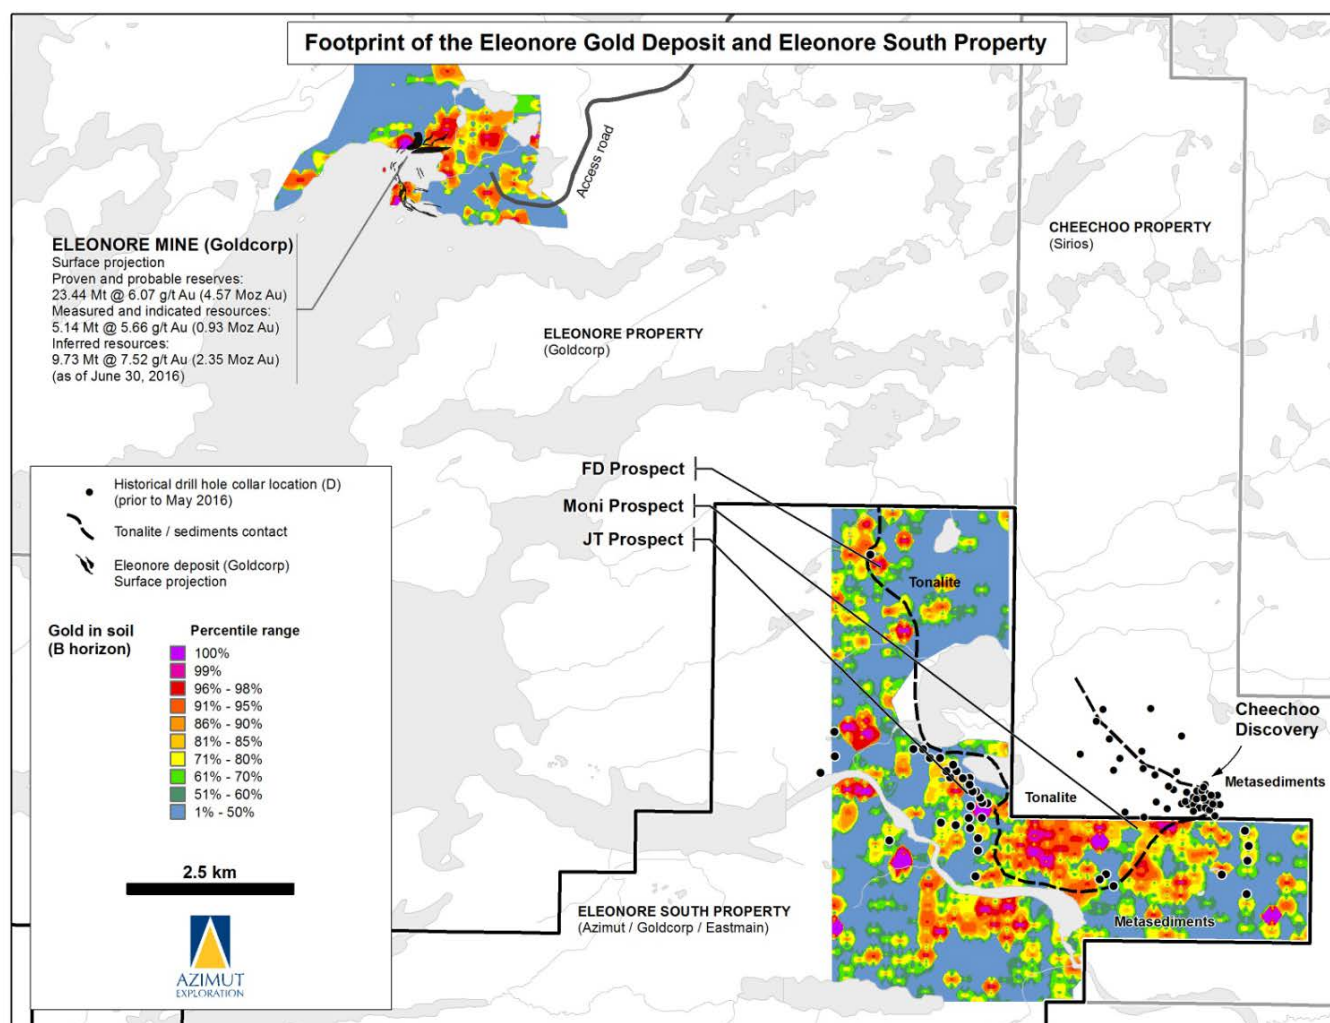 Footprint of the Eleonore Gold Deposit and Eleonore South Property
Access road
ELEONORE MINE (Goldcorp)
Surface projection
Proven and probable reserves:
23.44 Mt @ 6.07 g/t Au (4.57 Moz Au)
Measured and indicated resources:
5.14 Mt @ 5.66 g/t Au (0.93 Moz Au)
Inferred resources:
9.73 Mt @ 7.52 g/t Au (2.35 Moz Au)
(as of June 30, 2016)
CHEECHOO PROPERTY
(Sirios)
ELEONORE PROPERTY
(Goldcorp)
FD Prospect
Moni Prospect
JT Prospect
Tonalite
Cheechoo
Discovery
Metasediments
Tonalite
Metasediments
ELEONORE SOUTH PROPERTY
(Azimut / Goldcorp / Eastmain)
Historical drill hole collar location (D)
(prior to May 2016)
Tonalite / sediments contact
Eleonore deposit (Goldcorp)
Surface projection
Gold in soil
(B horizon)
Percentile range
100%
99%
96% - 98%
91% - 95%
86% - 90%
81% - 85%
71% - 80%
61% - 70%
51% - 60%
1% - 50%
2.5 km
AZIMUT
EXPLORATION